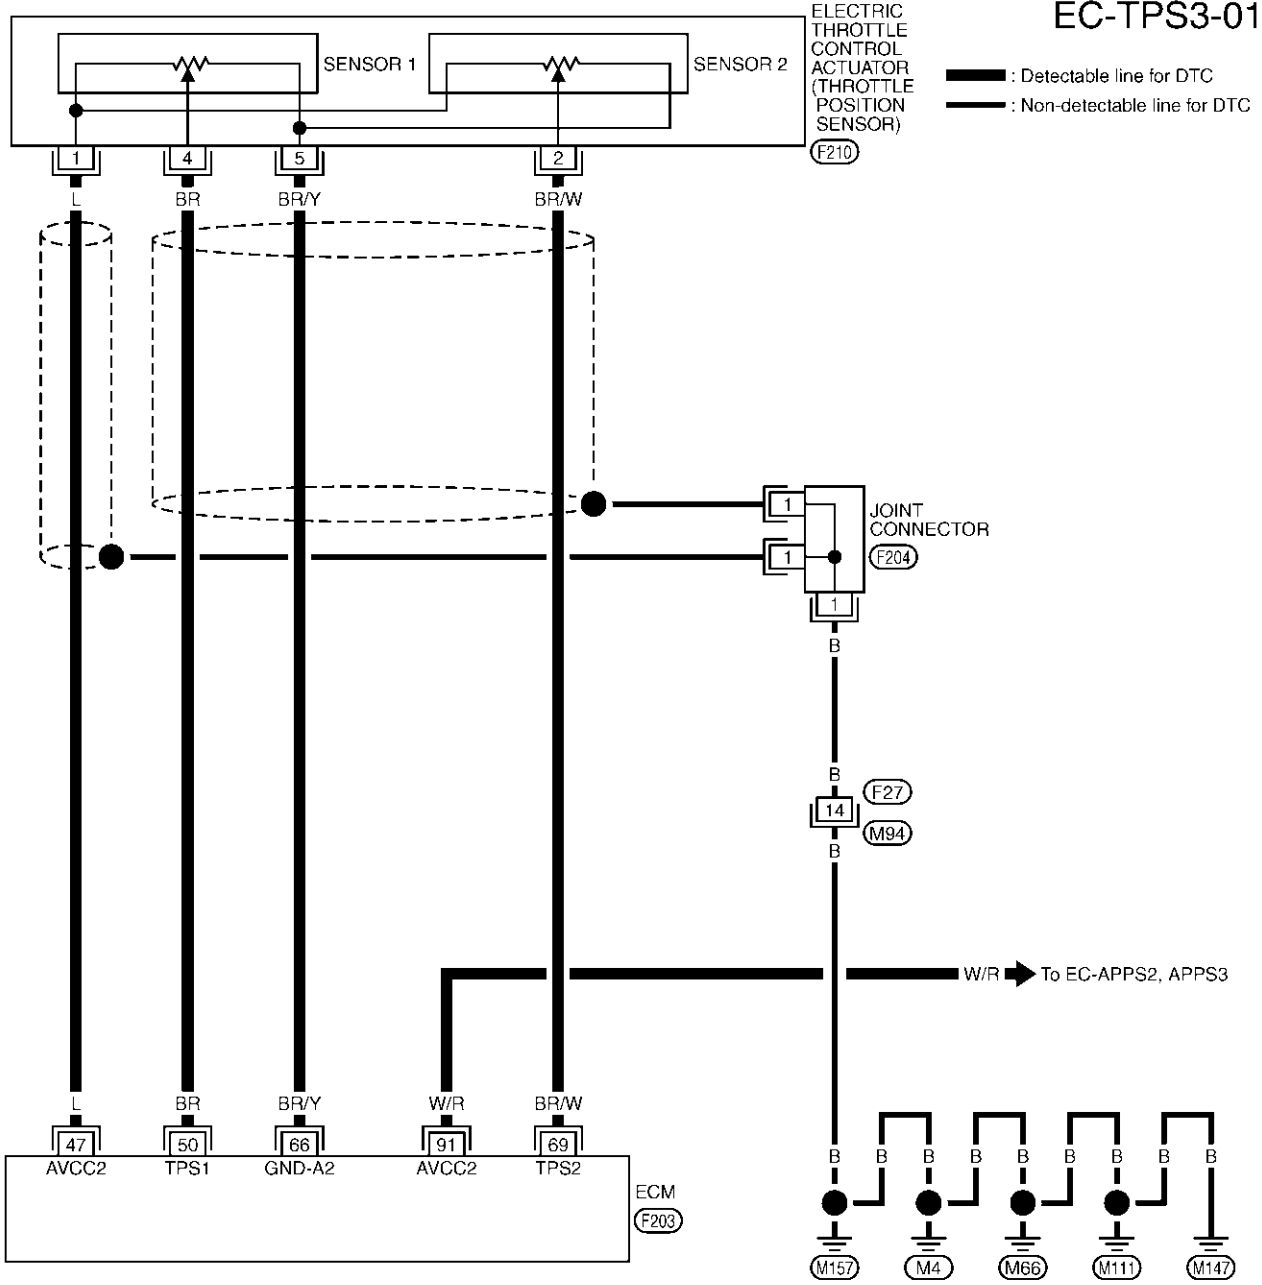 EC-TPS3-01
ELECTRIC
THROTTLE
CONTROL
ACTUATOR
(THROTTLE
POSITION
SENSOR)
F210
SENSOR 1
SENSOR 2
: Detectable line for DTC
: Non-detectable line for DTC
1 4 5 2
L BR BR/Y BR/W
1
JOINT
CONNECTOR
1
F204
1
B
B
F27
14
M94
B
W/R
To EC-APPS2, APPS3
L BR BR/Y W/R BR/W
47 50 66 91 69
AVCC2 TPS1 GND-A2 AVCC2 TPS2
ECM
F203
B B B B B B B B B
M157 M4 M66 M111 M147